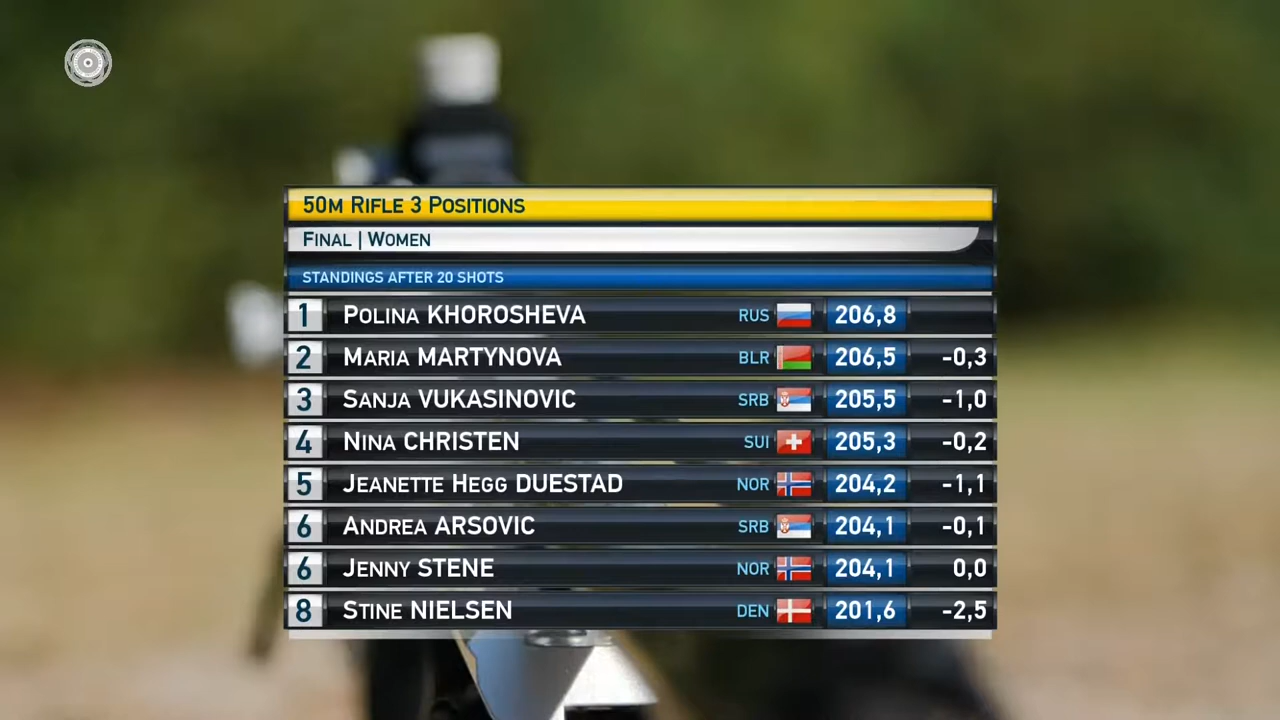 50M RIFLE 3 POSITIONS
FINAL | WOMEN
STANDINGS AFTER 20 SHOTS
1 POLINA KHOROSHEVA RUS 206,8
2 MARIA MARTYNOVA BLR 206,5 -0,3
3 SANJA VUKASINOVIC SRB 205,5 -1,0
4 NINA CHRISTEN SUI 205,3 -0,2
5 JEANETTE HEGG DUESTAD NOR 204,2 -1,1
6 ANDREA ARSOVIC SRB 204,1 -0,1
6 JENNY STENE NOR 204,1 0,0
8 STINE NIELSEN DEN 201,6 -2,5